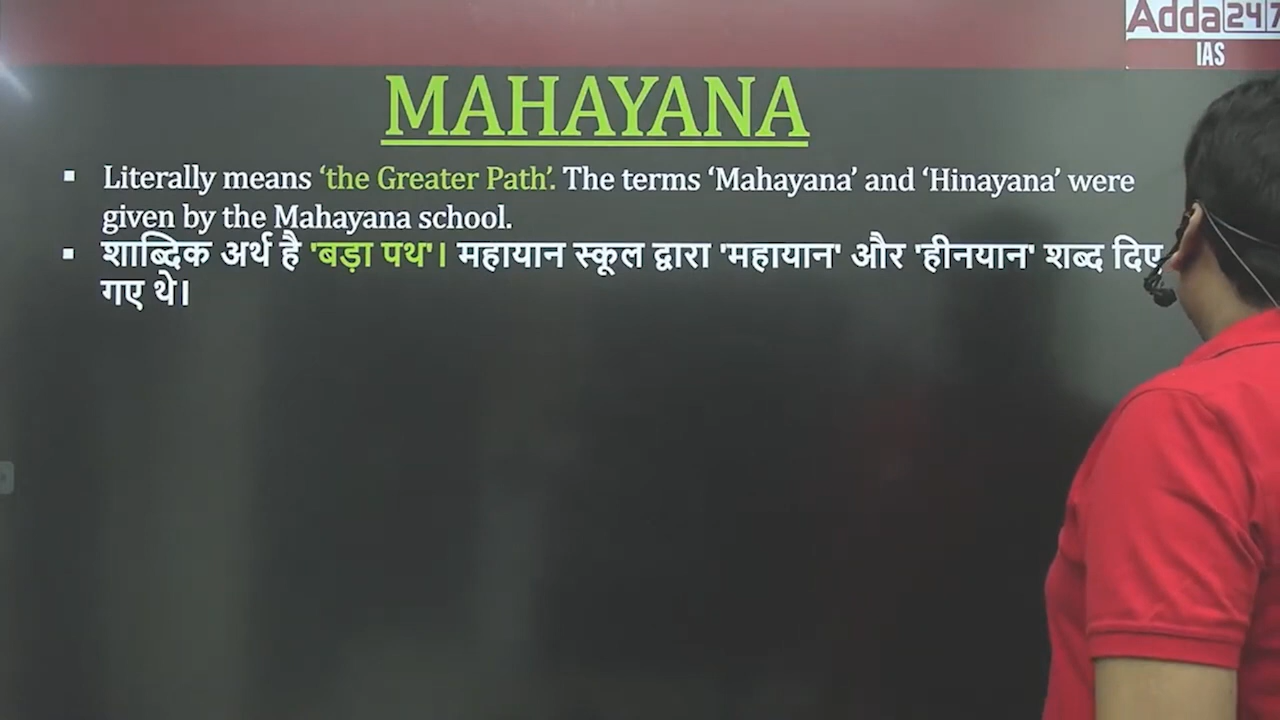 Adda247
IAS
MAHAYANA
▪ Literally means ‘the Greater Path’. The terms ‘Mahayana’ and ‘Hinayana’ were
given by the Mahayana school.
▪ शाब्दिक अर्थ है 'बड़ा पथ'। महायान स्कूल द्वारा 'महायान' और 'हीनयान' शब्द दिए
गए थे।